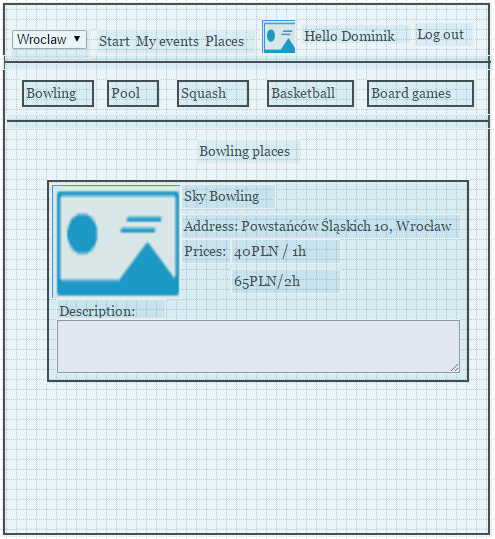 Wroclaw Start My events Places Hello Dominik Log out
Bowling Pool Squash Basketball Board games
Bowling places
Sky Bowling
Address: Powstańców Śląskich 10, Wrocław
Prices: 40PLN / 1h
65PLN/2h
Description: